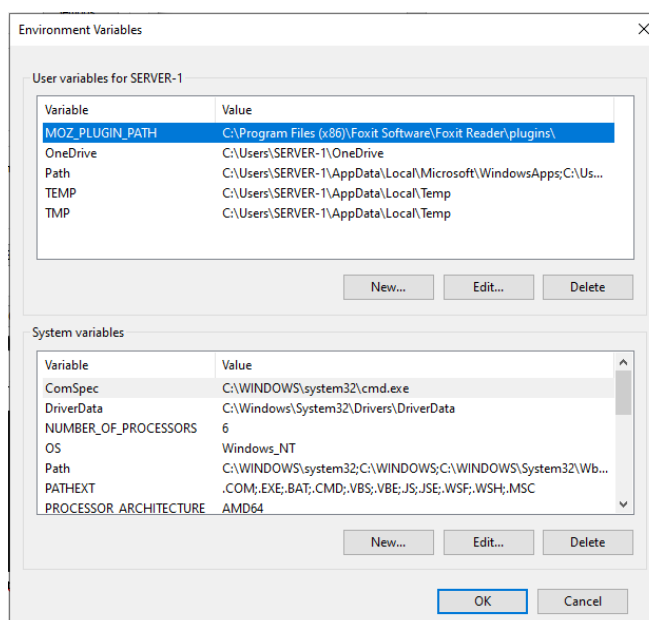 Environment Variables
User variables for SERVER-1
Variable Value
MOZ_PLUGIN_PATH C:\Program Files (x86)\Foxit Software\Foxit Reader\plugins\
OneDrive C:\Users\SERVER-1\OneDrive
Path C:\Users\SERVER-1\AppData\Local\Microsoft\WindowsApps;C:\Us...
TEMP C:\Users\SERVER-1\AppData\Local\Temp
TMP C:\Users\SERVER-1\AppData\Local\Temp
New... Edit... Delete
System variables
Variable Value
ComSpec C:\WINDOWS\system32\cmd.exe
DriverData C:\Windows\System32\Drivers\DriverData
NUMBER_OF_PROCESSORS 6
OS Windows_NT
Path C:\WINDOWS\system32;C:\WINDOWS;C:\WINDOWS\System32\Wb...
PATHEXT .COM;.EXE;.BAT;.CMD;.VBS;.VBE;.JS;.JSE;.WSF;.WSH;.MSC
PROCESSOR_ARCHITECTURE AMD64
New... Edit... Delete
OK Cancel